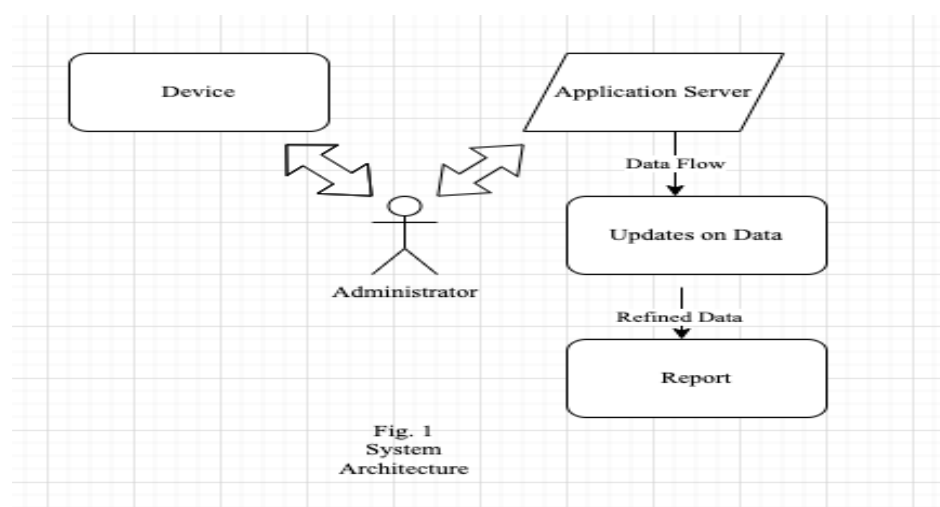 Device
Application Server
Data Flow
Updates on Data
Administrator
Refined Data
Report
Fig. 1
System
Architecture